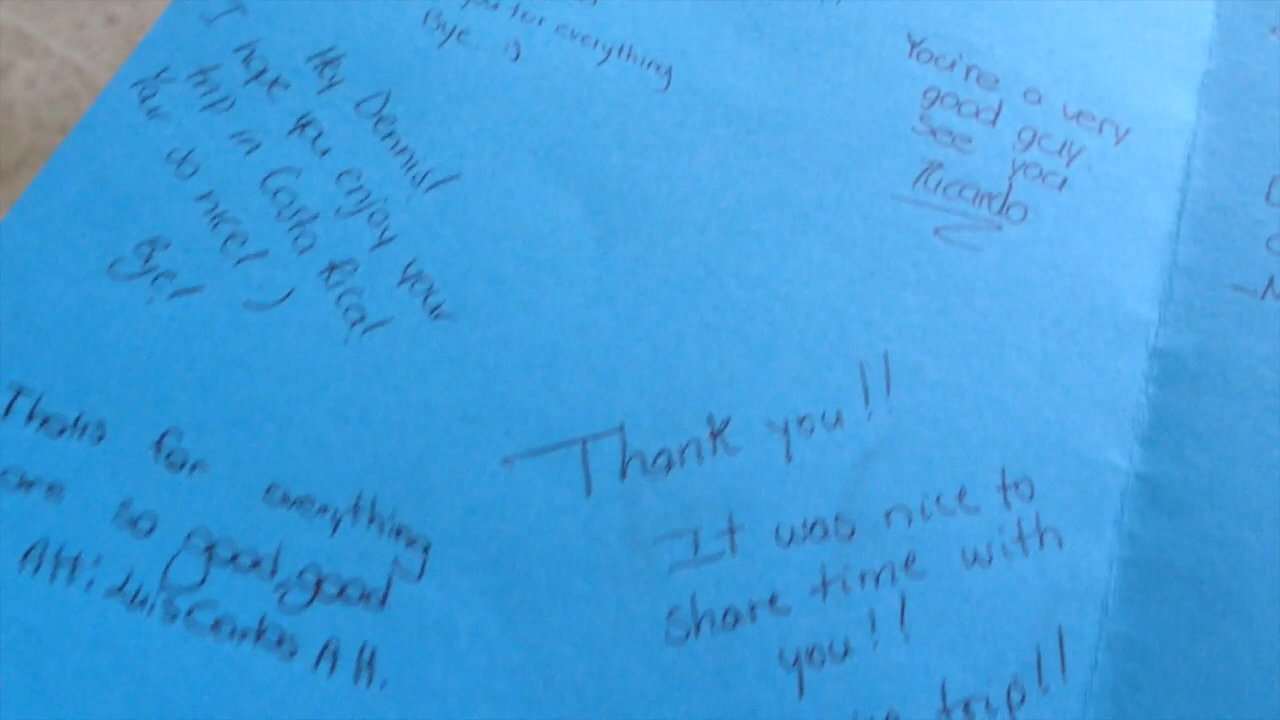 for everything
Bye. :)
Hey Dennis!
I hope you enjoy your
trip in Costa Rica!
You do nice! :)
Bye!
You're a very
good guy
see you
Ricardo
Thaks for everything
are so good, good
Att: Luis Carlos A H.
Thank you!!
It was nice to
share time with
you!!
trip!!